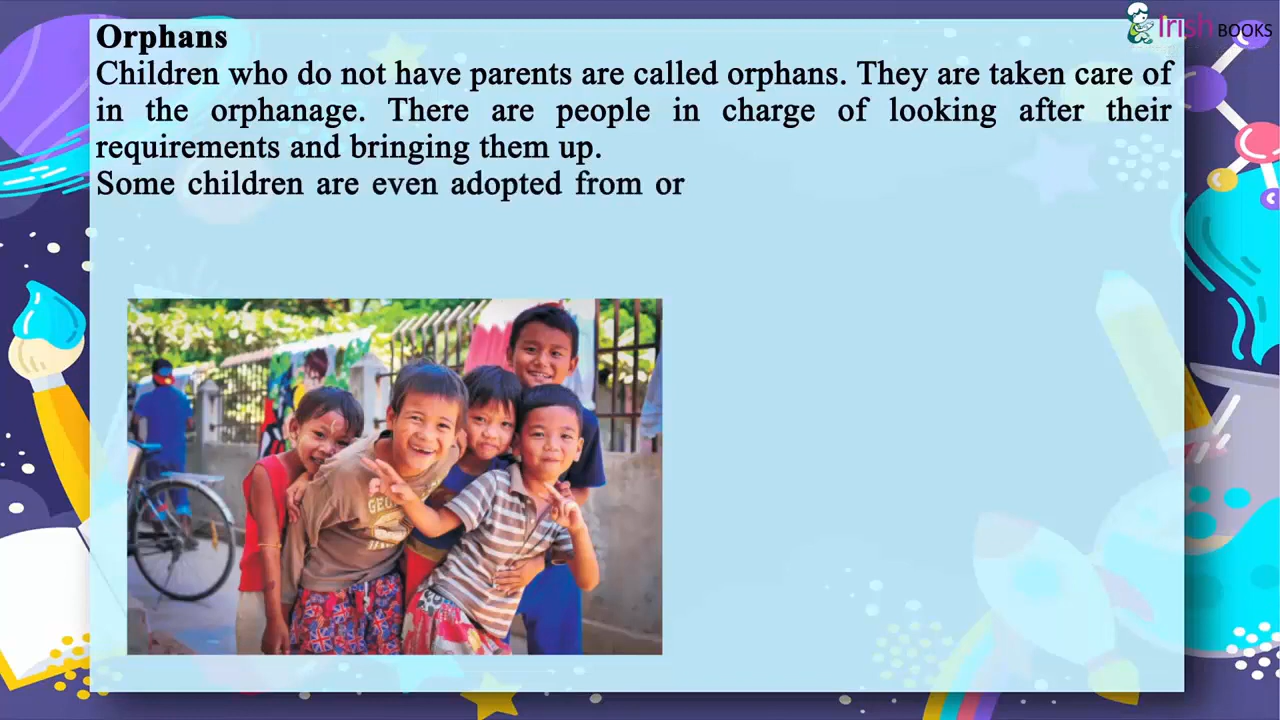 Irish BOOKS
Orphans
Children who do not have parents are called orphans. They are taken care of
in the orphanage. There are people in charge of looking after their
requirements and bringing them up.
Some children are even adopted from or